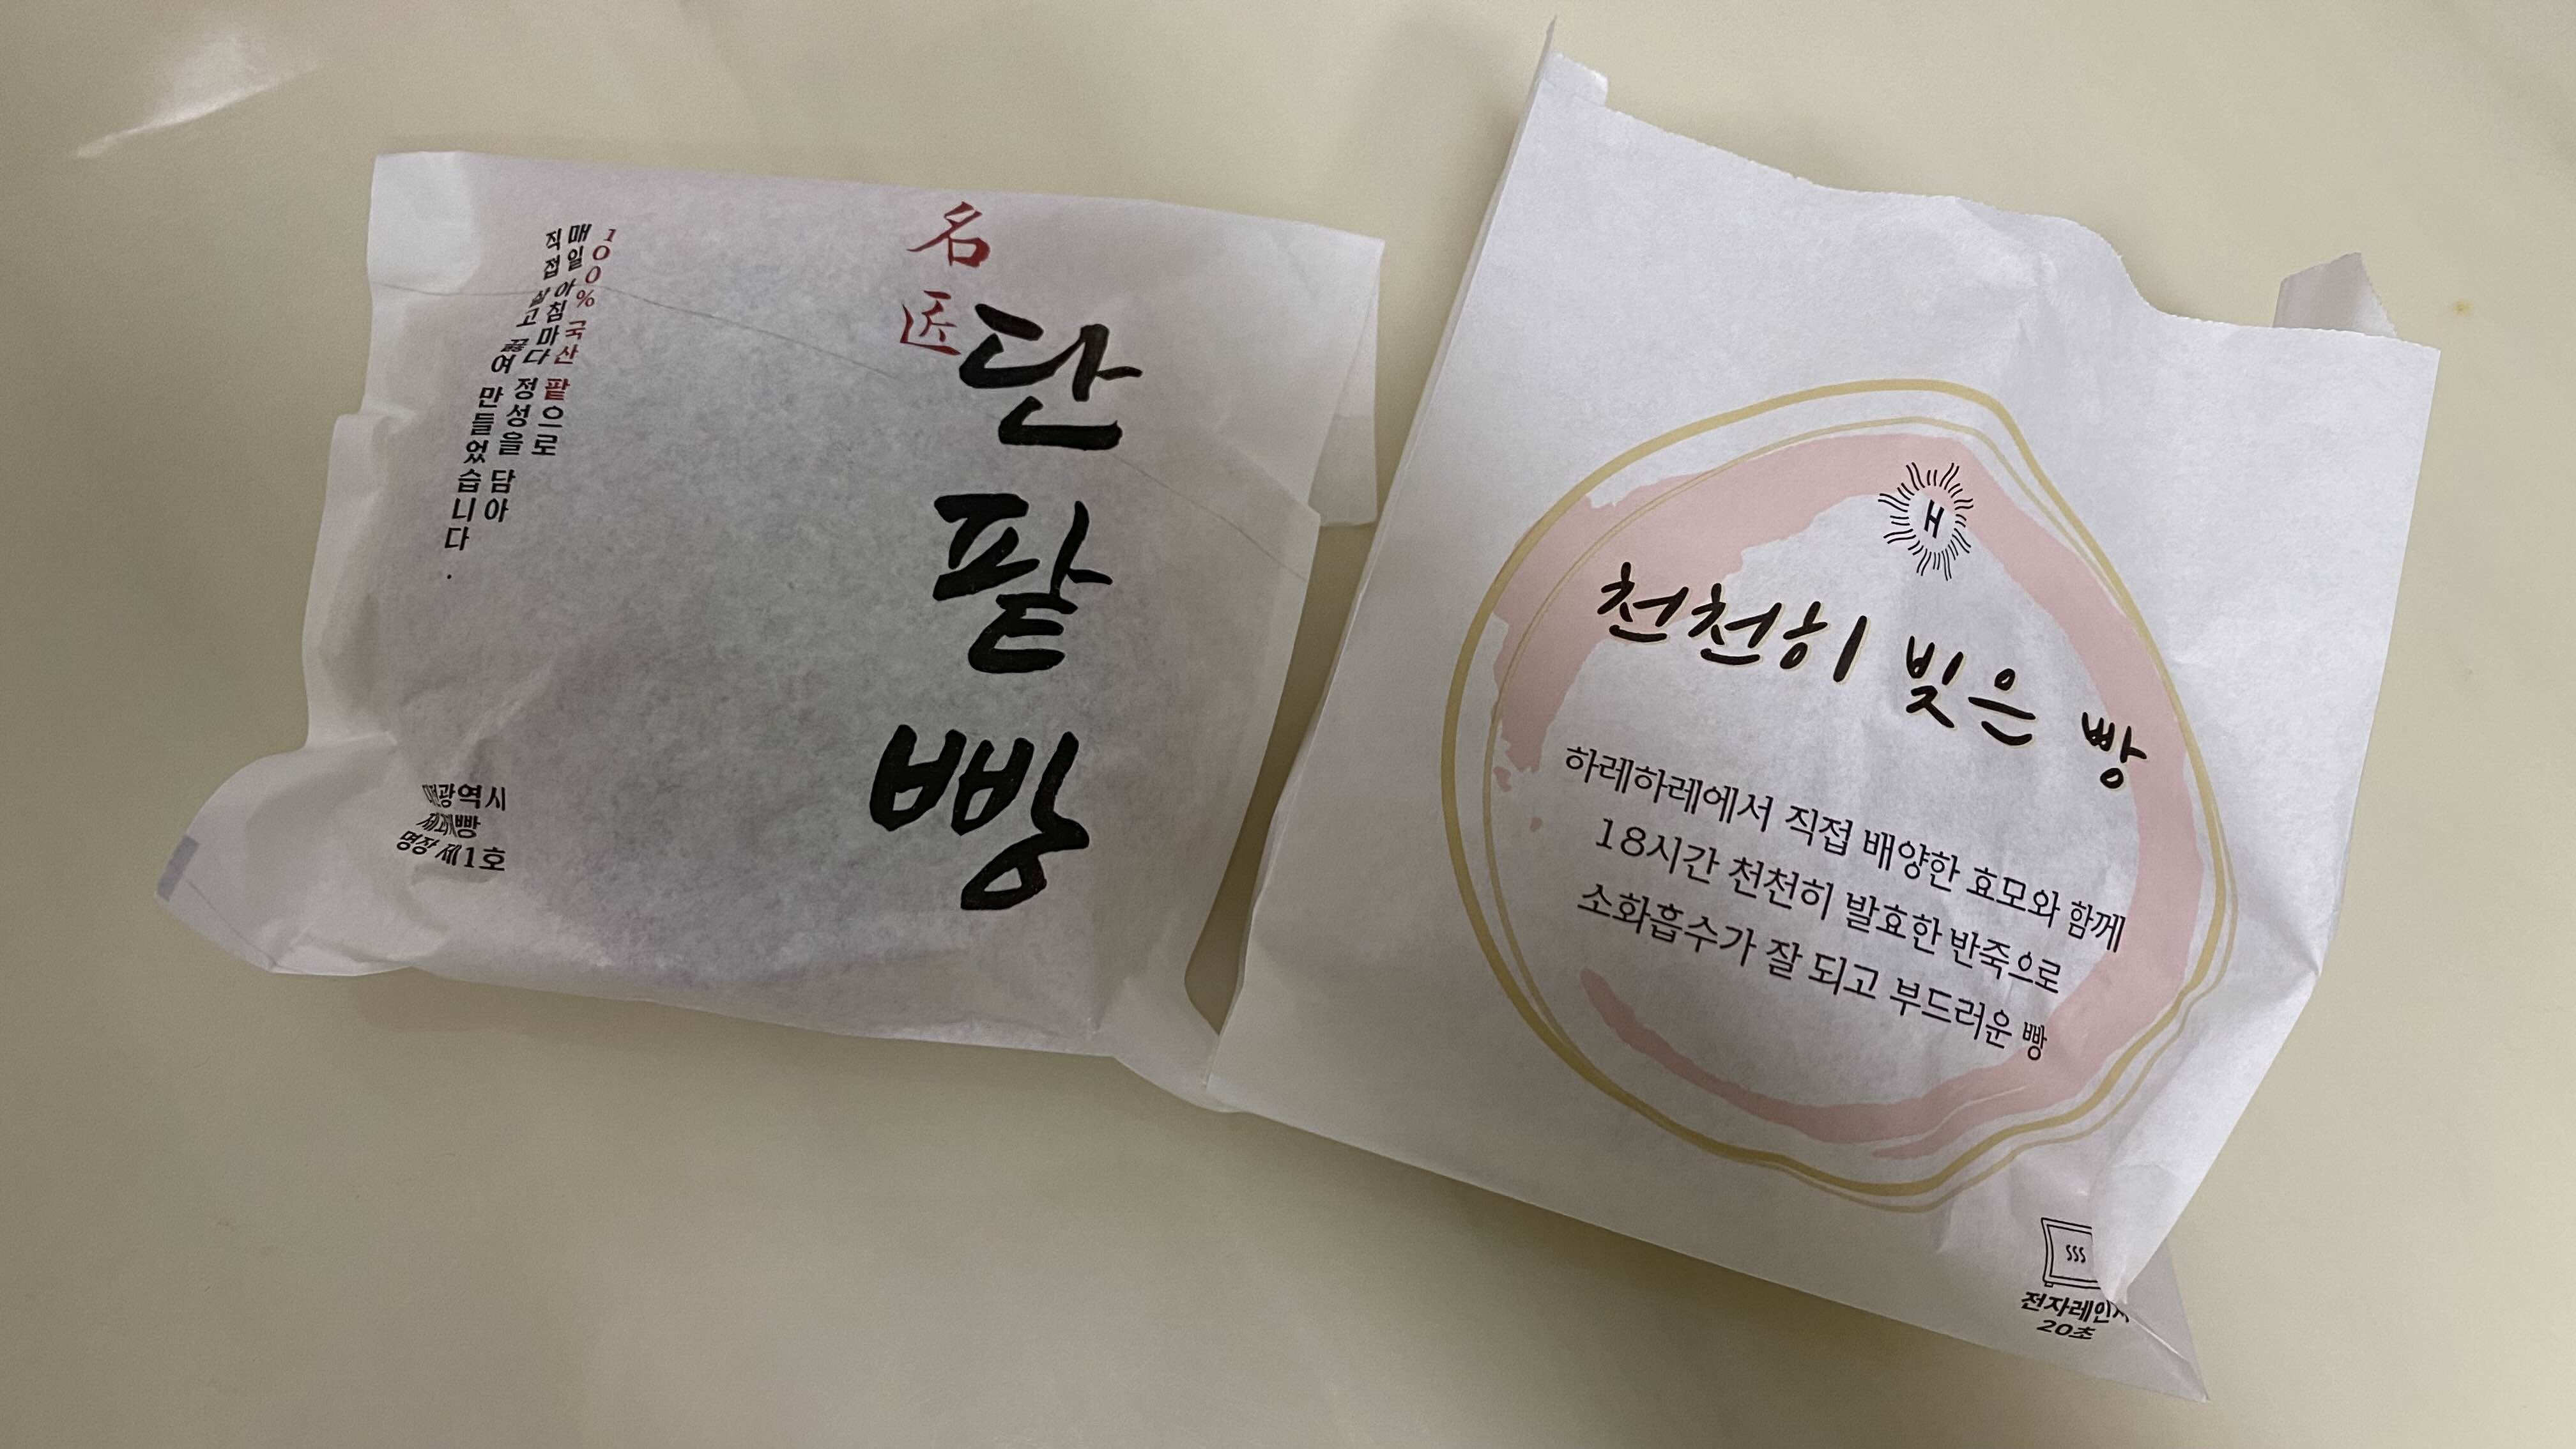 名匠
단팥빵
100% 국산 팥으로
매일 아침마다 정성을 담아
직접 삶고 끓여 만들었습니다.
제과제빵
명장 제1호
H
천천히 빚은 빵
하레하레에서 직접 배양한 효모와 함께
18시간 천천히 발효한 반죽으로
소화흡수가 잘 되고 부드러운 빵
20초